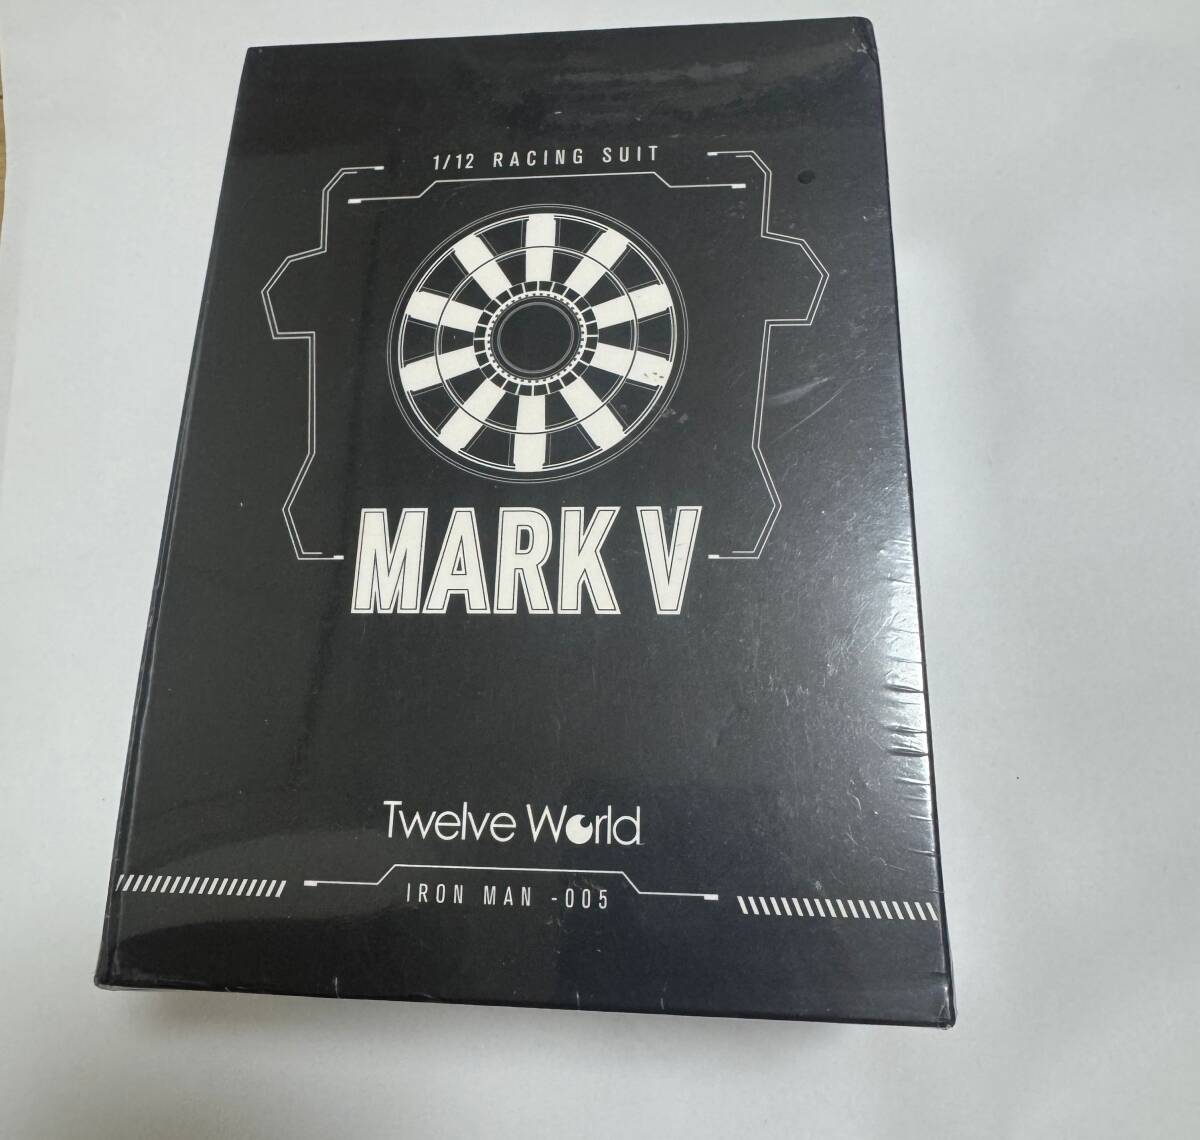 1/12 RACING SUIT
MARK V
Twelve World
IRON MAN -005